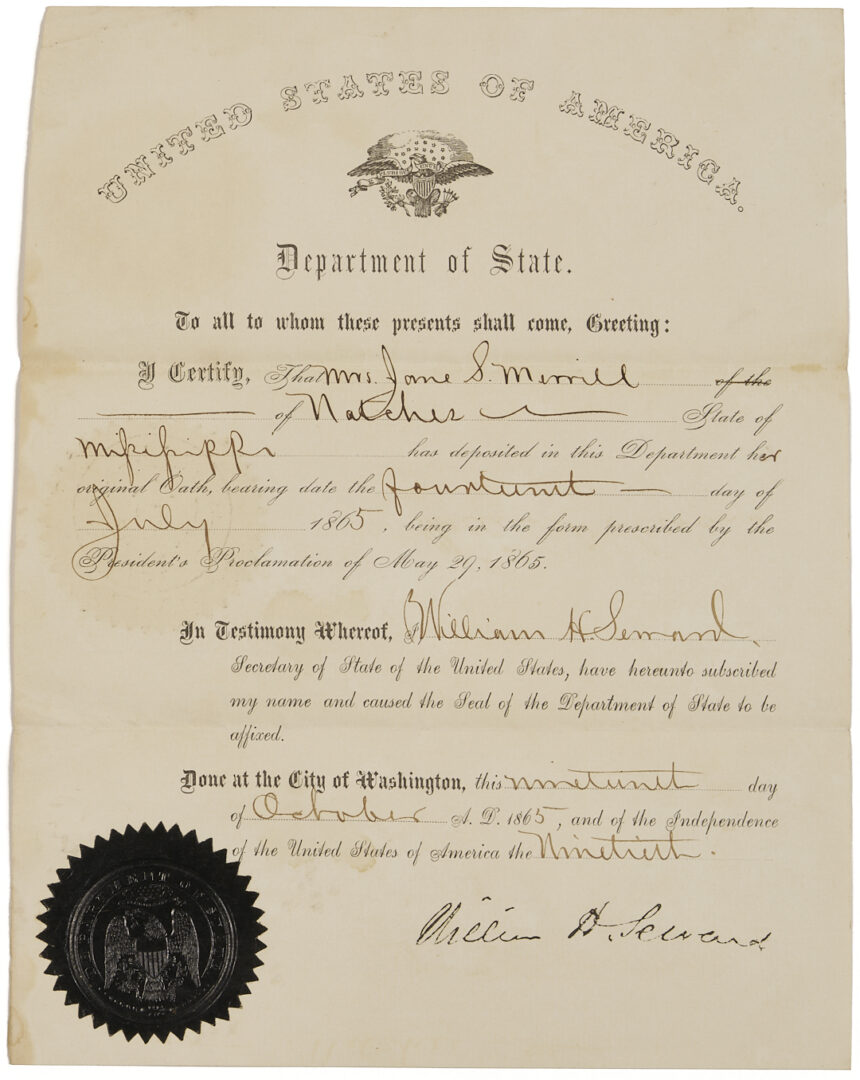 UNITED STATES OF AMERICA.
Department of State.
To all to whom these presents shall come, Greeting:
I Certify, That Mrs. Jane S. Merrill of the
of Natchez State of
Mississippi has deposited in this Department her
original Oath, bearing date the fourteenth day of
July 1865, being in the form prescribed by the
President's Proclamation of May 29, 1865.
In Testimony Whereof, I William H. Seward,
Secretary of State of the United States, have hereunto subscribed
my name and caused the Seal of the Department of State to be
affixed.
Done at the City of Washington, this nineteenth day
of October A. D. 1865, and of the Independence
of the United States of America the Ninetieth.
William H. Seward